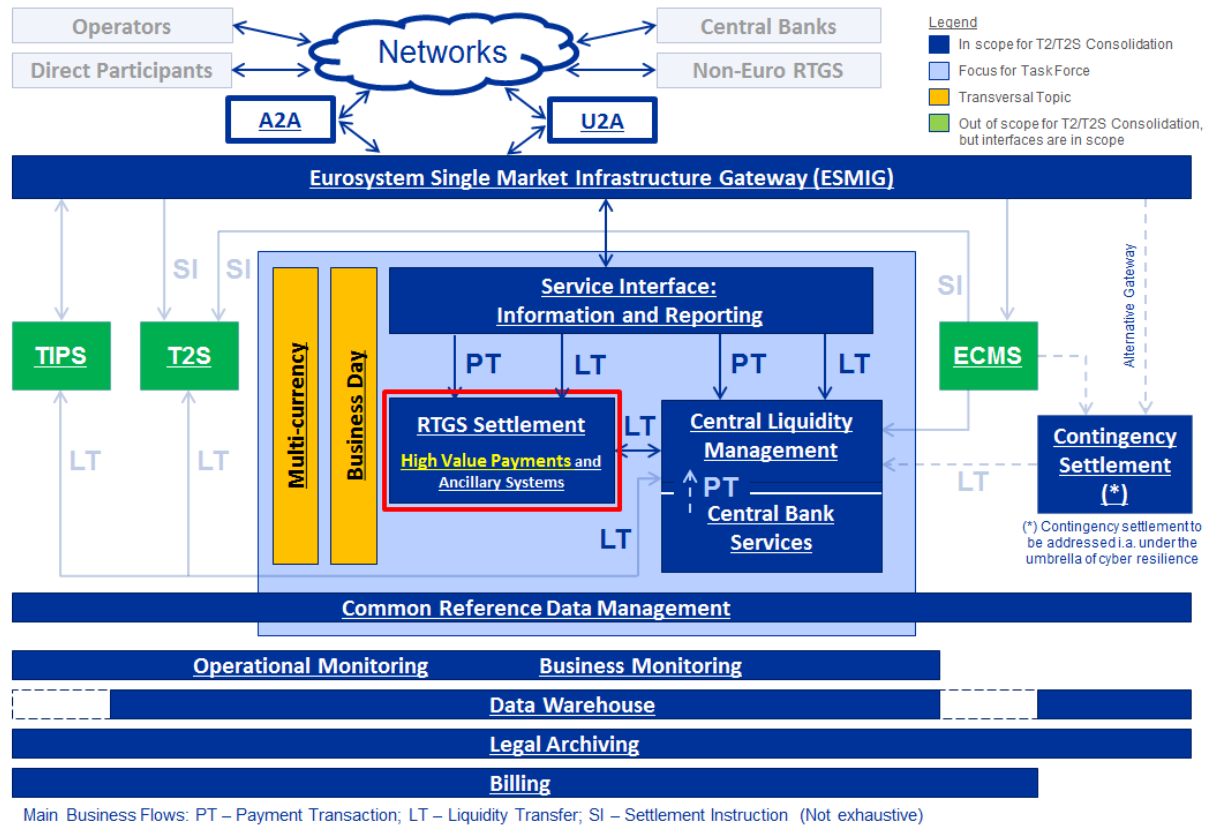 Operators
Direct Participants
Networks
Central Banks
Non-Euro RTGS
Legend
In scope for T2/T2S Consolidation
Focus for Task Force
Transversal Topic
Out of scope for T2/T2S Consolidation,
but interfaces are in scope
A2A
U2A
Eurosystem Single Market Infrastructure Gateway (ESMIG)
SI
SI
SI
Alternative Gateway
TIPS
T2S
Multi-currency
Business Day
Service Interface:
Information and Reporting
PT
LT
PT
LT
ECMS
RTGS Settlement
High Value Payments and
Ancillary Systems
LT
Central Liquidity
Management
PT
Central Bank
Services
Contingency
Settlement
(*)
LT
LT
LT
LT
(*) Contingency settlement to
be addressed i.a. under the
umbrella of cyber resilience
Common Reference Data Management
Operational Monitoring
Business Monitoring
Data Warehouse
Legal Archiving
Billing
Main Business Flows: PT – Payment Transaction; LT – Liquidity Transfer; SI – Settlement Instruction (Not exhaustive)